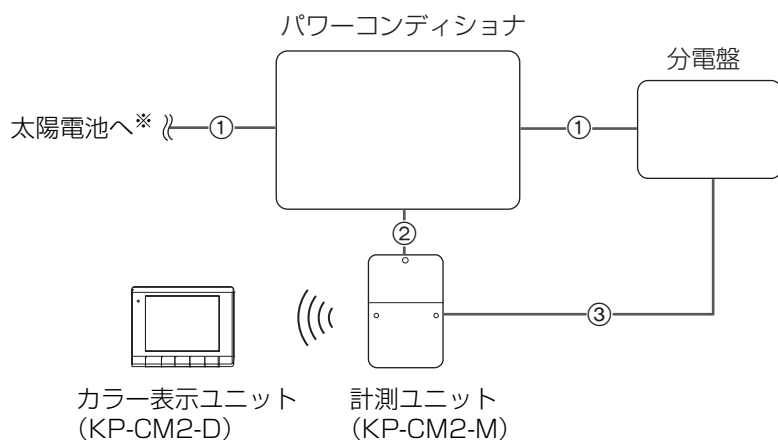 パワーコンディショナ
分電盤
太陽電池へ※
①
①
②
③
カラー表示ユニット
(KP-CM2-D)
計測ユニット
(KP-CM2-M)